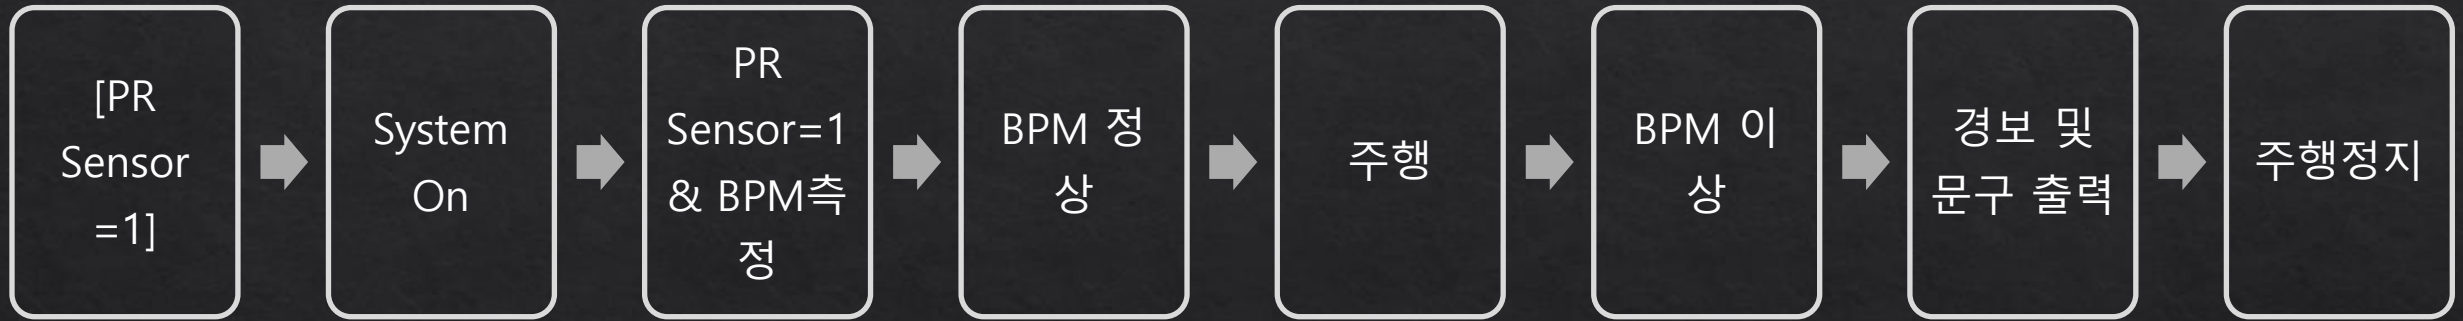 [PR
Sensor
=1]
System
On
PR
Sensor=1
& BPM측
정
BPM 정
상
주행
BPM 이
상
경보 및
문구 출력
주행정지